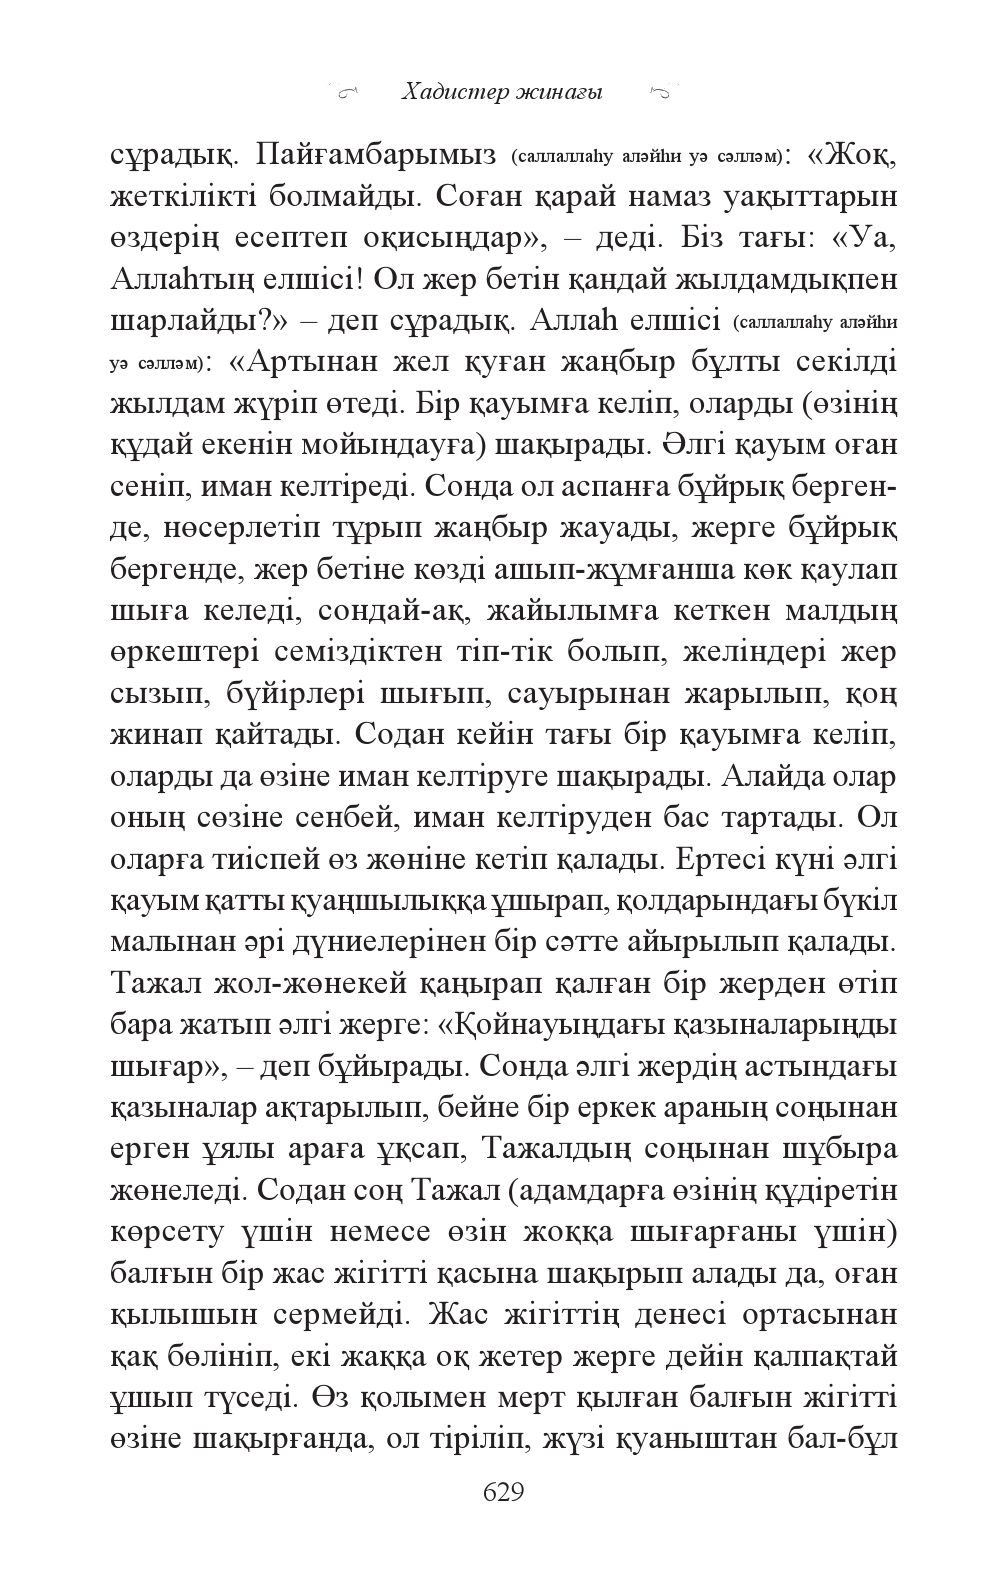 Хадистер жинағы
сұрадық. Пайғамбарымыз (саллаллаһу аләйһи уә сәлләм): «Жоқ,
жеткілікті болмайды. Соған қарай намаз уақыттарын
өздерің есептеп оқисыңдар», – деді. Біз тағы: «Уа,
Аллаһтың елшісі! Ол жер бетін қандай жылдамдықпен
шарлайды?» – деп сұрадық. Аллаһ елшісі (саллаллаһу аләйһи
уә сәлләм): «Артынан жел қуған жаңбыр бұлты секілді
жылдам жүріп өтеді. Бір қауымға келіп, оларды (өзінің
құдай екенін мойындауға) шақырады. Әлгі қауым оған
сеніп, иман келтіреді. Сонда ол аспанға бұйрық берген-
де, нөсерлетіп тұрып жаңбыр жауады, жерге бұйрық
бергенде, жер бетіне көзді ашып-жұмғанша көк қаулап
шыға келеді, сондай-ақ, жайылымға кеткен малдың
өркештері семіздіктен тіп-тік болып, желіндері жер
сызып, бүйірлері шығып, сауырынан жарылып, қоң
жинап қайтады. Содан кейін тағы бір қауымға келіп,
оларды да өзіне иман келтіруге шақырады. Алайда олар
оның сөзіне сенбей, иман келтіруден бас тартады. Ол
оларға тиіспей өз жөніне кетіп қалады. Ертесі күні әлгі
қауым қатты қуаңшылыққа ұшырап, қолдарындағы бүкіл
малынан әрі дүниелерінен бір сәтте айырылып қалады.
Тажал жол-жөнекей қаңырап қалған бір жерден өтіп
бара жатып әлгі жерге: «Қойнауыңдағы қазыналарыңды
шығар», – деп бұйырады. Сонда әлгі жердің астындағы
қазыналар ақтарылып, бейне бір еркек араның соңынан
ерген ұялы араға ұқсап, Тажалдың соңынан шұбыра
жөнеледі. Содан соң Тажал (адамдарға өзінің құдіретін
көрсету үшін немесе өзін жоққа шығарғаны үшін)
балғын бір жас жігітті қасына шақырып алады да, оған
қылышын сермейді. Жас жігіттің денесі ортасынан
қақ бөлініп, екі жаққа оқ жетер жерге дейін қалпақтай
ұшып түседі. Өз қолымен мерт қылған балғын жігітті
өзіне шақырғанда, ол тіріліп, жүзі қуаныштан бал-бұл
629